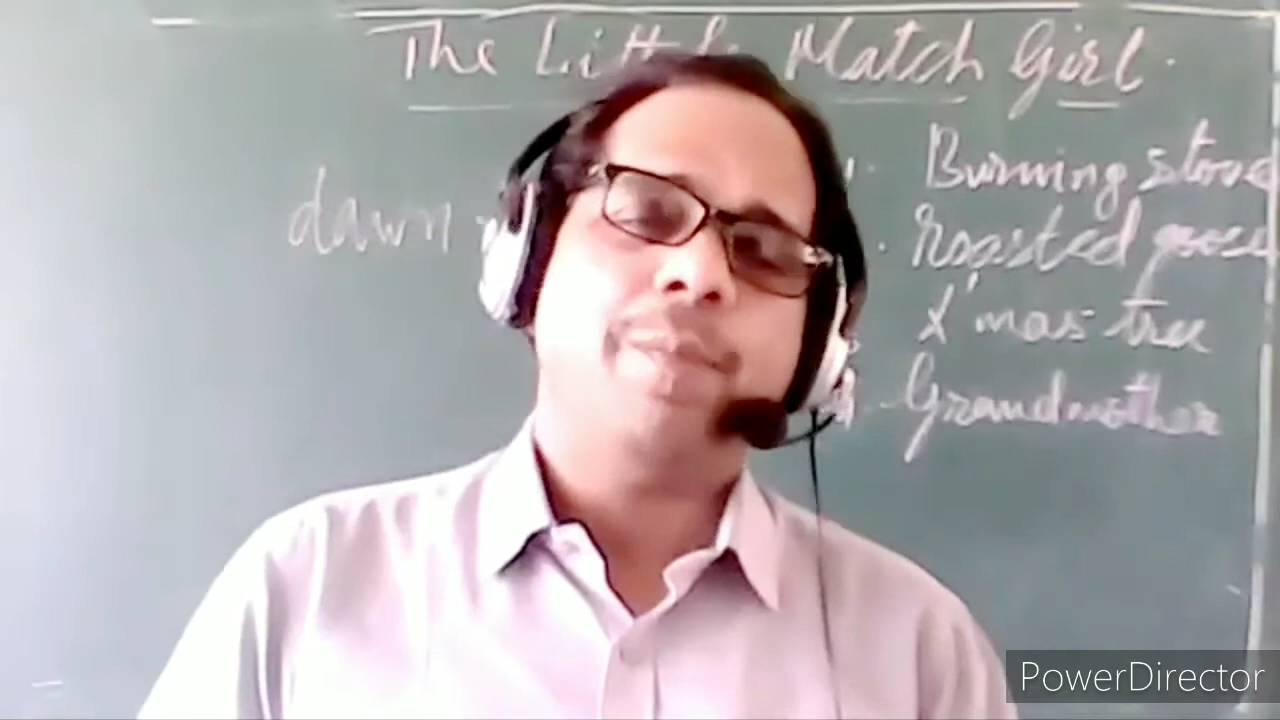 The Little Match Girl.
dawn
Burning stove
Roasted goose
X'mas tree
Grandmother
PowerDirector